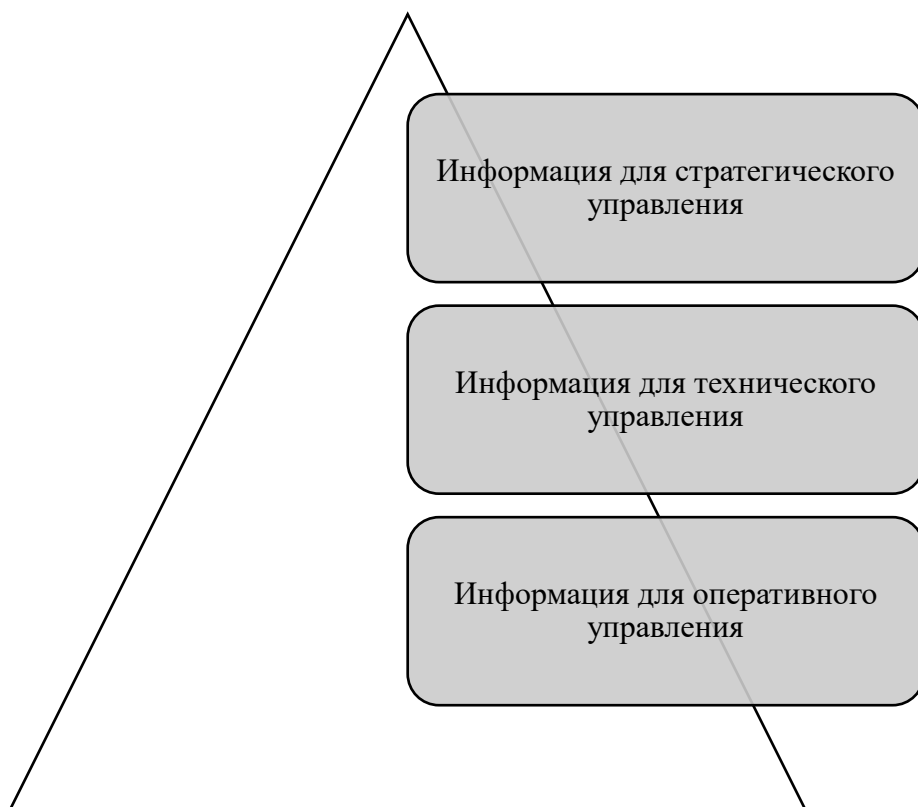 Информация для стратегического
управления
Информация для технического
управления
Информация для оперативного
управления